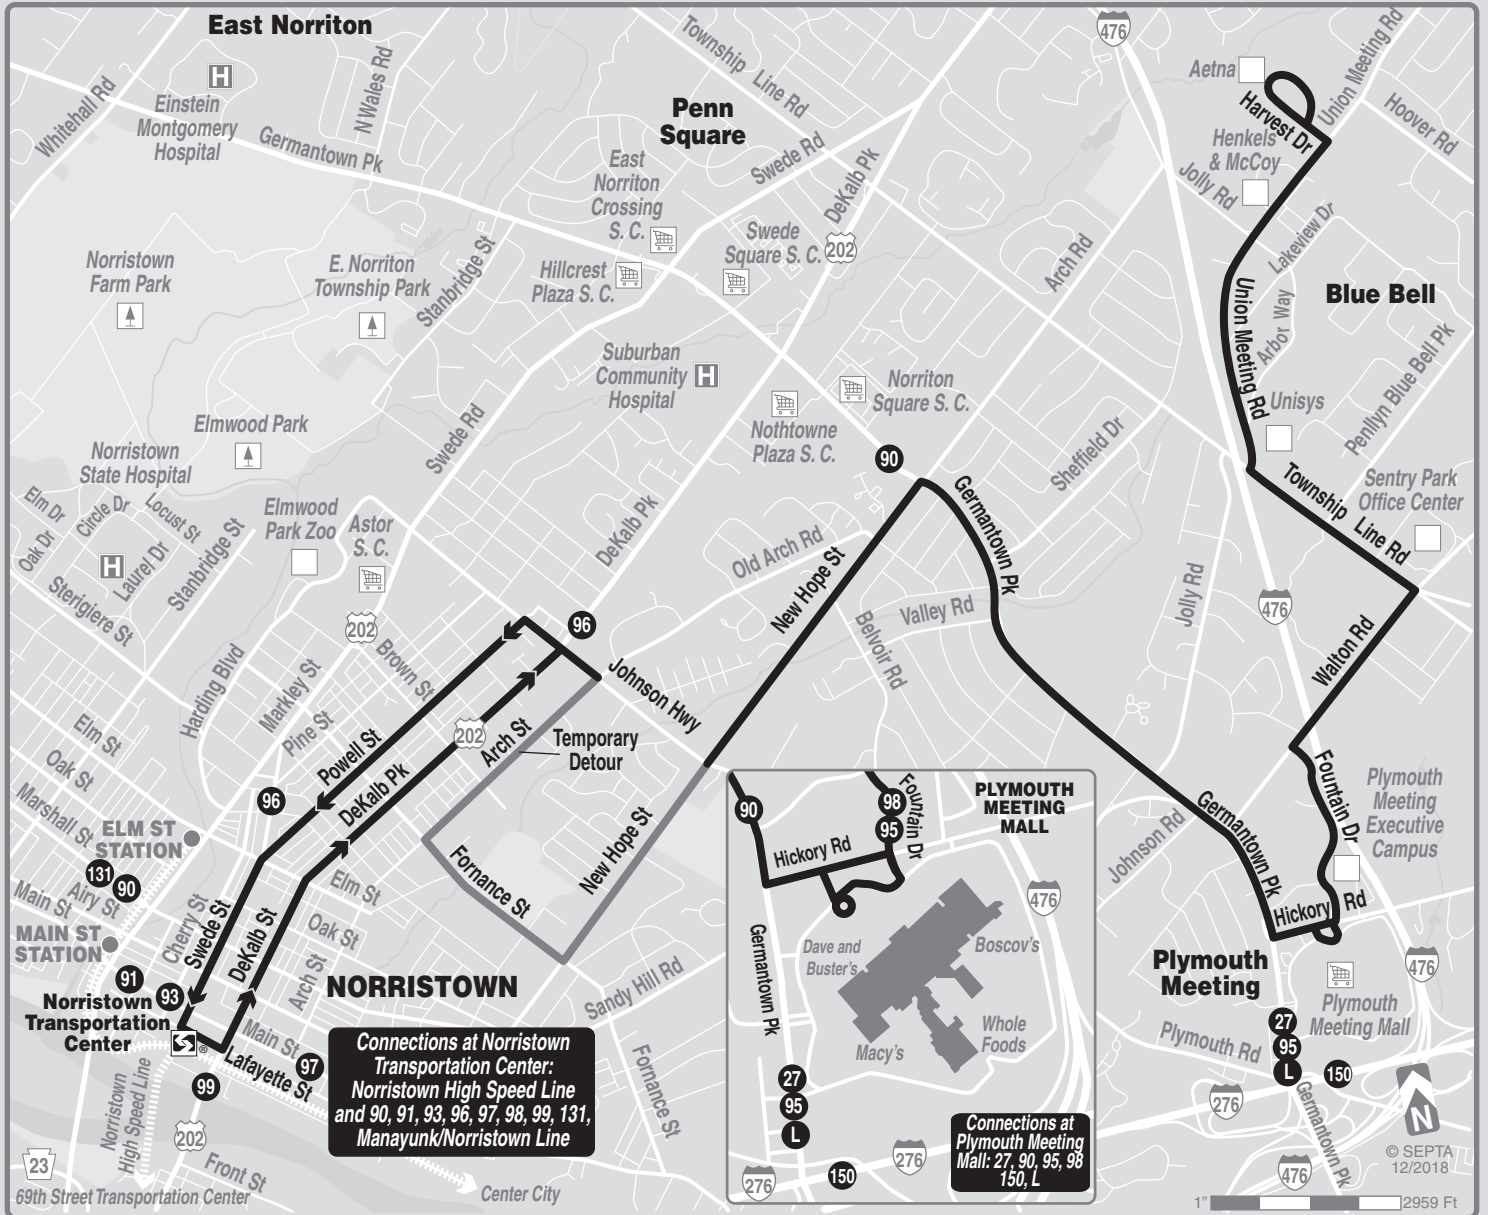 East Norriton
Whitehall Rd
Einstein
Montgomery
Hospital
H
N Wales Rd
Germantown Pk
Township Line Rd
Penn
Square
Swede Rd
DeKalb Pk
476
Aetna
Harvest Dr
Union Meeting Rd
Hoover Rd
Henkels
& McCoy
Jolly Rd
Lakeview Dr
East
Norriton
Crossing
S. C.
Swede
Square S. C.
202
Hillcrest
Plaza S. C.
Norristown
Farm Park
E. Norriton
Township Park
Stanbridge St
Arch Rd
Blue Bell
Union Meeting Rd
Arbor Way
Penllyn Blue Bell Pk
Unisys
Suburban
Community
Hospital
H
Norriton
Square S. C.
Nothtowne
Plaza S. C.
90
Elmwood Park
Swede Rd
Norristown
State Hospital
H
Elm Dr
Circle Dr
Locust St
Oak Dr
Laurel Dr
Stanbridge St
Sterigiere St
Elmwood
Park Zoo
Astor
S. C.
202
DeKalb Pk
Old Arch Rd
New Hope St
Germantown Pk
Sheffield Dr
Township Line Rd
Sentry Park
Office Center
Jolly Rd
476
Walton Rd
Valley Rd
Belvoir Rd
96
Johnson Hwy
Harding Blvd
Markley St
Pine St
Brown St
202
Arch St
Temporary
Detour
Powell St
DeKalb Pk
96
Elm St
Oak St
Marshall St
ELM ST
STATION
131
90
Airy St
Main St
MAIN ST
STATION
Cherry St
Swede St
DeKalb St
Elm St
Oak St
Arch St
Fornance St
New Hope St
91
93
Norristown
Transportation
Center
®
NORRISTOWN
Main St
97
Lafayette St
99
Sandy Hill Rd
Fornance St
Connections at Norristown
Transportation Center:
Norristown High Speed Line
and 90, 91, 93, 96, 97, 98, 99, 131,
Manayunk/Norristown Line
Norristown
High Speed Line
202
23
Front St
69th Street Transportation Center
Center City
90
98
95
Fountain Dr
PLYMOUTH
MEETING
MALL
Hickory Rd
476
Germantown Pk
Dave and
Buster's
Boscov's
Macy's
Whole
Foods
27
95
L
276
150
276
Connections at
Plymouth Meeting
Mall: 27, 90, 95, 98
150, L
Johnson Rd
Germantown Pk
Fountain Dr
Plymouth
Meeting
Executive
Campus
Hickory Rd
Plymouth
Meeting
476
Plymouth
Meeting Mall
Plymouth Rd
27
95
L
150
276
Germantown Pk
476
N
© SEPTA
12/2018
1"
2959 Ft